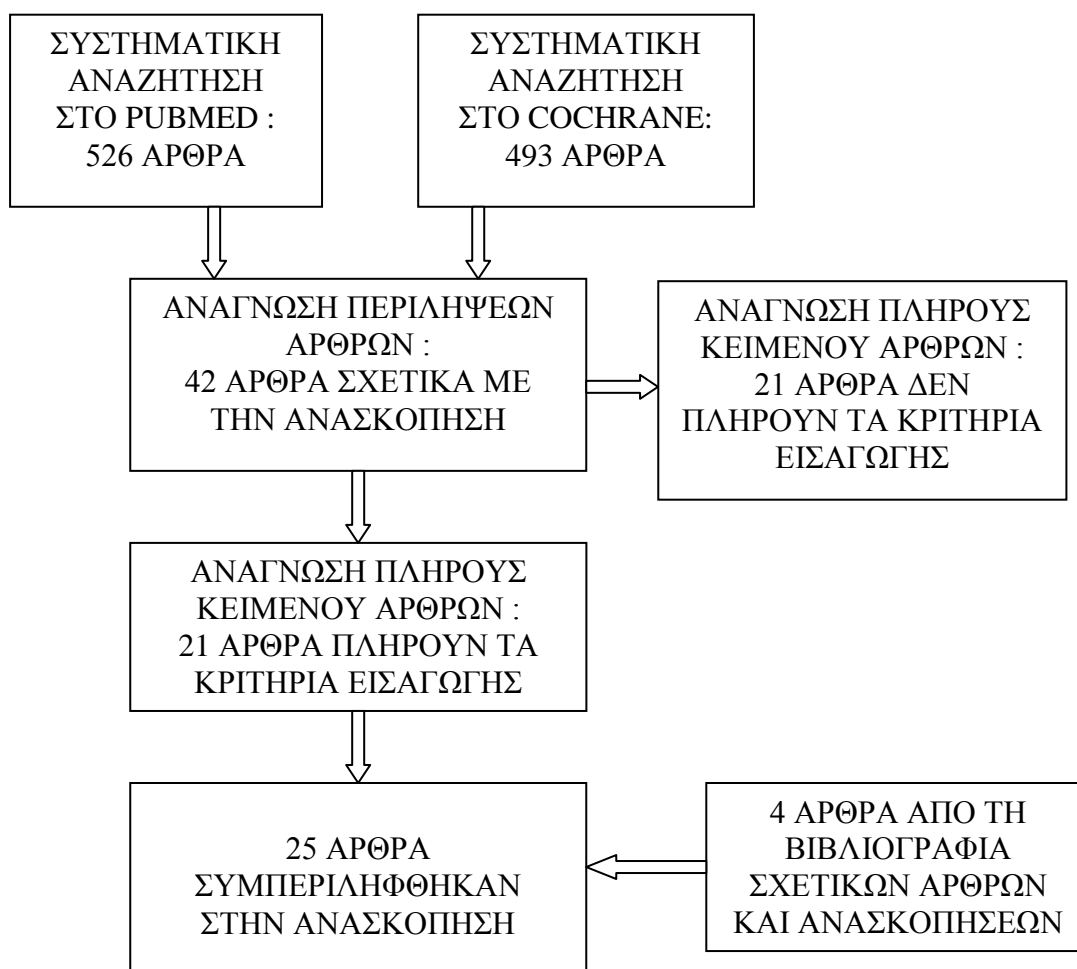 ΣΥΣΤΗΜΑΤΙΚΗ
ΑΝΑΖΗΤΗΣΗ
ΣΤΟ PUBMED :
526 ΑΡΘΡΑ
ΣΥΣΤΗΜΑΤΙΚΗ
ΑΝΑΖΗΤΗΣΗ
ΣΤΟ COCHRANE:
493 ΑΡΘΡΑ
ΑΝΑΓΝΩΣΗ ΠΕΡΙΛΗΨΕΩΝ
ΑΡΘΡΩΝ :
42 ΑΡΘΡΑ ΣΧΕΤΙΚΑ ΜΕ
ΤΗΝ ΑΝΑΣΚΟΠΗΣΗ
ΑΝΑΓΝΩΣΗ ΠΛΗΡΟΥΣ
ΚΕΙΜΕΝΟΥ ΑΡΘΡΩΝ :
21 ΑΡΘΡΑ ΔΕΝ
ΠΛΗΡΟΥΝ ΤΑ ΚΡΙΤΗΡΙΑ
ΕΙΣΑΓΩΓΗΣ
ΑΝΑΓΝΩΣΗ ΠΛΗΡΟΥΣ
ΚΕΙΜΕΝΟΥ ΑΡΘΡΩΝ :
21 ΑΡΘΡΑ ΠΛΗΡΟΥΝ ΤΑ
ΚΡΙΤΗΡΙΑ ΕΙΣΑΓΩΓΗΣ
25 ΑΡΘΡΑ
ΣΥΜΠΕΡΙΛΗΦΘΗΚΑΝ
ΣΤΗΝ ΑΝΑΣΚΟΠΗΣΗ
4 ΑΡΘΡΑ ΑΠΟ ΤΗ
ΒΙΒΛΙΟΓΡΑΦΙΑ
ΣΧΕΤΙΚΩΝ ΑΡΘΡΩΝ
ΚΑΙ ΑΝΑΣΚΟΠΗΣΕΩΝ